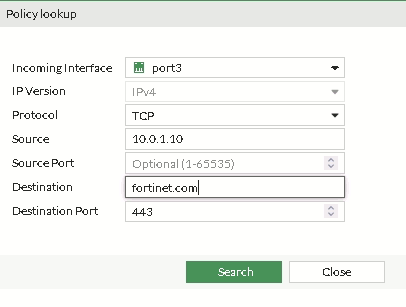 Policy lookup
Incoming Interface port3
IP Version IPv4
Protocol TCP
Source 10.0.1.10
Source Port Optional (1-65535)
Destination fortinet.com
Destination Port 443
Search Close